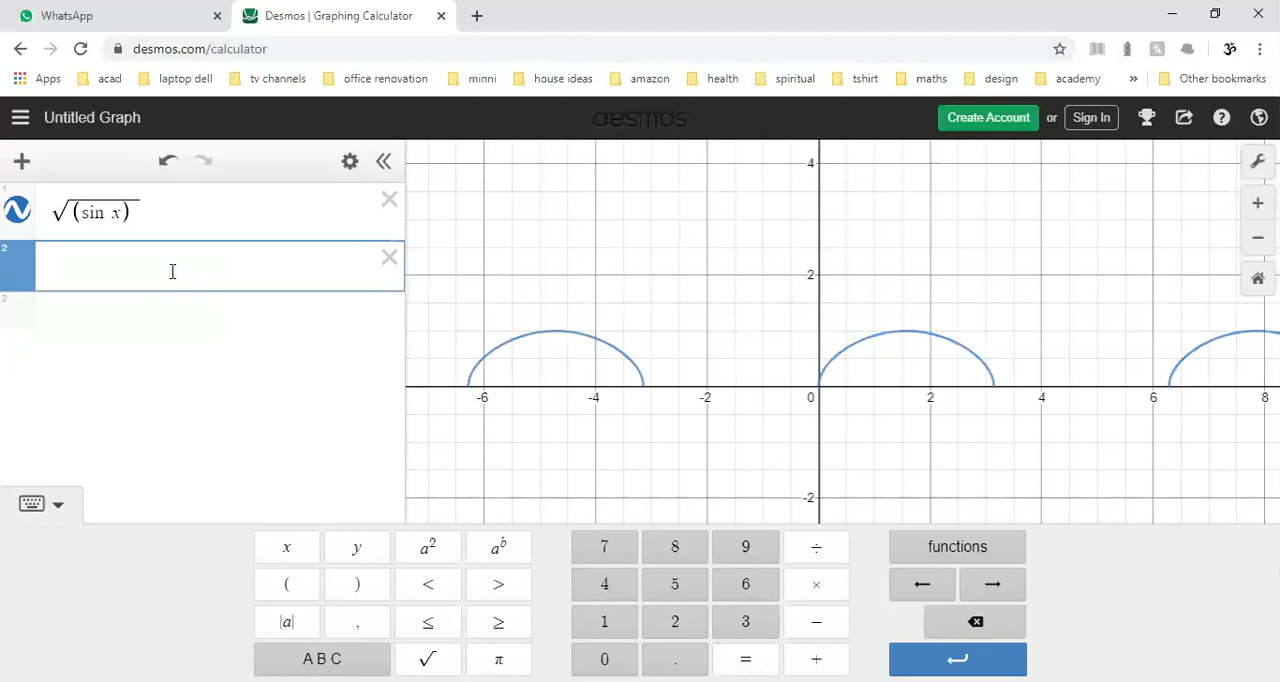 WhatsApp
Desmos | Graphing Calculator
desmos.com/calculator
Apps acad laptop dell tv channels office renovation minni house ideas amazon health spiritual tshirt maths design academy » Other bookmarks
Untitled Graph
desmos
Create Account or Sign In
1
√(sin x)
2
3
4
2
-6 -4 -2 0 2 4 6 8
-2
x y a² aᵇ 7 8 9 ÷ functions
( ) < > 4 5 6 × ← →
|a| , ≤ ≥ 1 2 3 −
A B C √ π 0 . = +